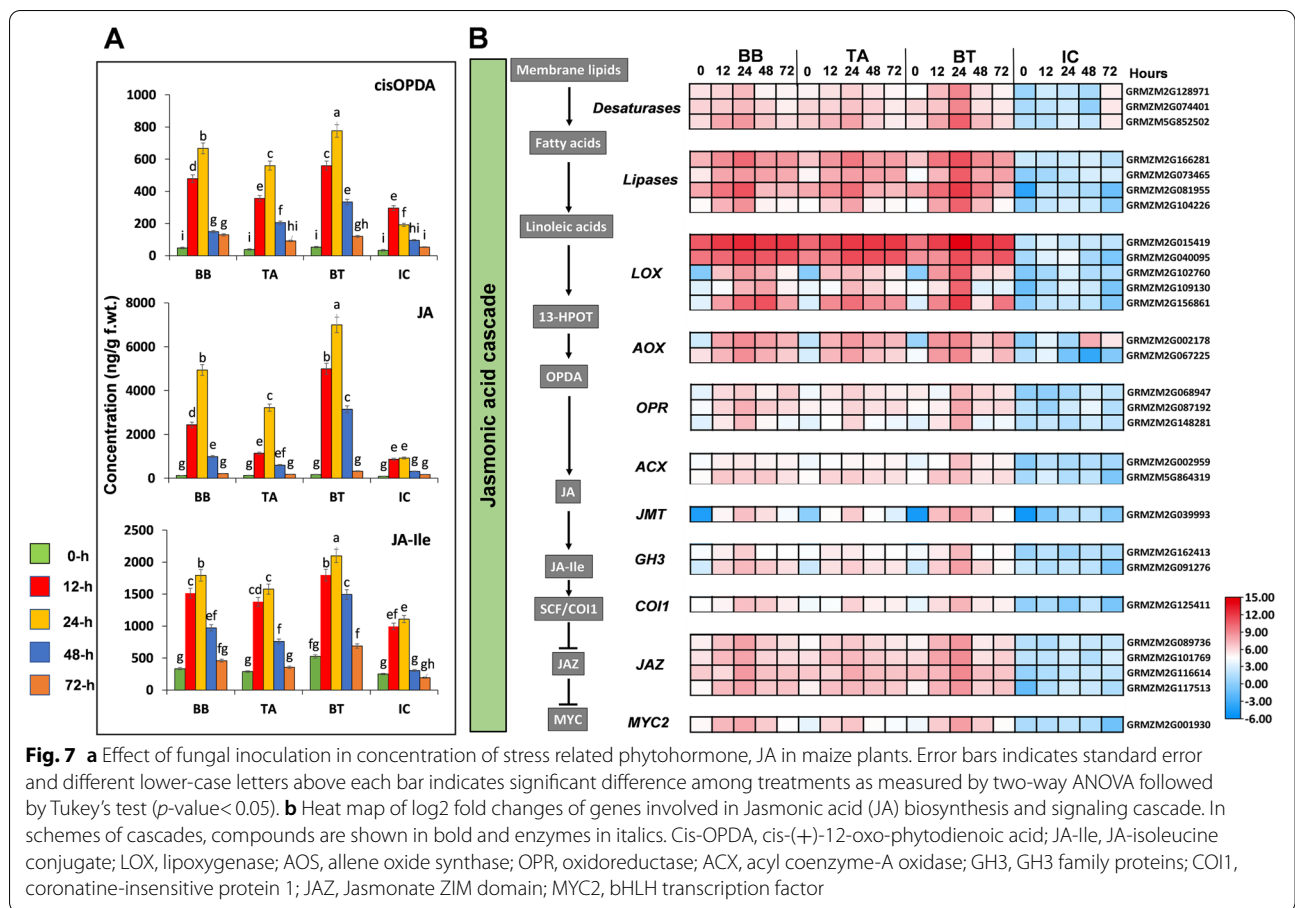 A
cisOPDA
1000
800
600
400
200
0
i d b g g
i e c f hi
i c a e gh
i e f hi i
BB TA BT IC
JA
8000
6000
4000
2000
0
g d b e g
g e c ef g
g b a c g
g e e g g
BB TA BT IC
JA-Ile
2500
2000
1500
1000
500
0
g c b ef fg
g cd c f g
fg b a c f
g ef e g gh
BB TA BT IC
Concentration (ng/g f.wt.)
0-h
12-h
24-h
48-h
72-h
B
Jasmonic acid cascade
Membrane lipids
Fatty acids
Linoleic acids
13-HPOT
OPDA
JA
JA-Ile
SCF/COI1
JAZ
MYC
BB TA BT IC
0 12 24 48 72 0 12 24 48 72 0 12 24 48 72 0 12 24 48 72 Hours
Desaturases
GRMZM2G128971
GRMZM2G074401
GRMZM5G852502
Lipases
GRMZM2G166281
GRMZM2G073465
GRMZM2G081955
GRMZM2G104226
LOX
GRMZM2G015419
GRMZM2G040095
GRMZM2G102760
GRMZM2G109130
GRMZM2G156861
AOX
GRMZM2G002178
GRMZM2G067225
OPR
GRMZM2G068947
GRMZM2G087192
GRMZM2G148281
ACX
GRMZM2G002959
GRMZM5G864319
JMT
GRMZM2G039993
GH3
GRMZM2G162413
GRMZM2G091276
COI1
GRMZM2G125411
JAZ
GRMZM2G089736
GRMZM2G101769
GRMZM2G116614
GRMZM2G117513
MYC2
GRMZM2G001930
15.00
12.00
9.00
6.00
3.00
0.00
-3.00
-6.00
Fig. 7 a Effect of fungal inoculation in concentration of stress related phytohormone, JA in maize plants. Error bars indicates standard error
and different lower-case letters above each bar indicates significant difference among treatments as measured by two-way ANOVA followed
by Tukey's test (p-value< 0.05). b Heat map of log2 fold changes of genes involved in Jasmonic acid (JA) biosynthesis and signaling cascade. In
schemes of cascades, compounds are shown in bold and enzymes in italics. Cis-OPDA, cis-(+)-12-oxo-phytodienoic acid; JA-Ile, JA-isoleucine
conjugate; LOX, lipoxygenase; AOS, allene oxide synthase; OPR, oxidoreductase; ACX, acyl coenzyme-A oxidase; GH3, GH3 family proteins; COI1,
coronatine-insensitive protein 1; JAZ, Jasmonate ZIM domain; MYC2, bHLH transcription factor